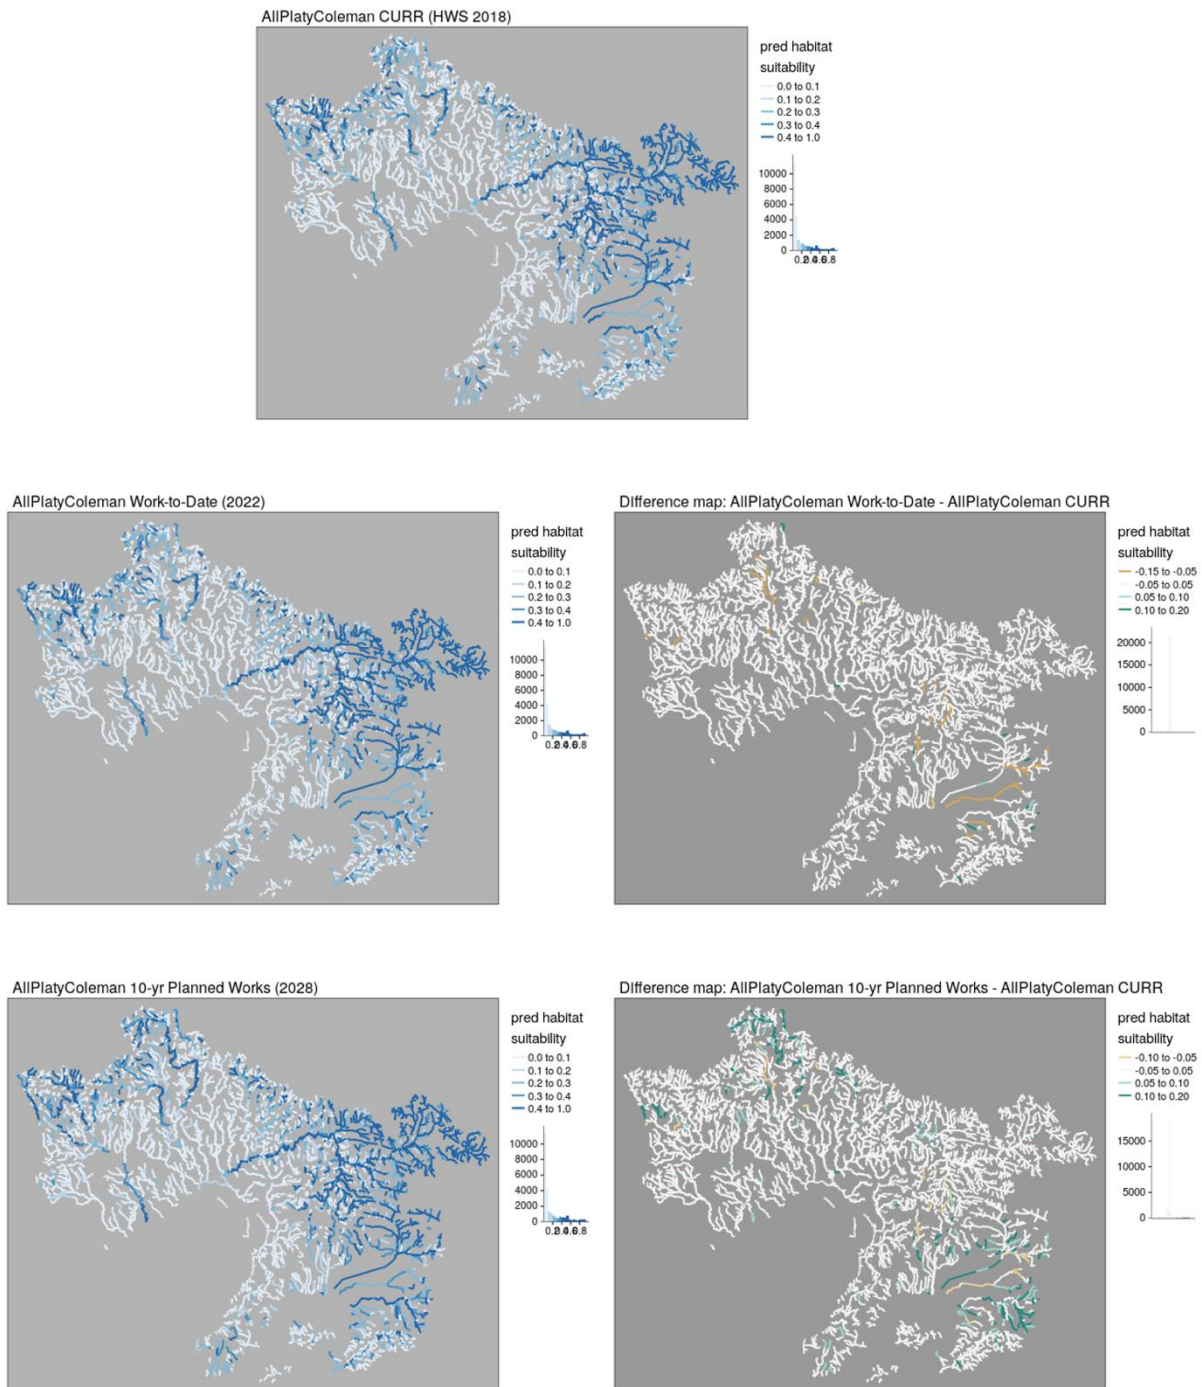 AllPlatyColeman CURR (HWS 2018)
pred habitat
suitability
0.0 to 0.1
0.1 to 0.2
0.2 to 0.3
0.3 to 0.4
0.4 to 1.0
10000
8000
6000
4000
2000
0
AllPlatyColeman Work-to-Date (2022)
pred habitat
suitability
0.0 to 0.1
0.1 to 0.2
0.2 to 0.3
0.3 to 0.4
0.4 to 1.0
10000
8000
6000
4000
2000
0
Difference map: AllPlatyColeman Work-to-Date - AllPlatyColeman CURR
pred habitat
suitability
-0.15 to -0.05
-0.05 to 0.05
0.05 to 0.10
0.10 to 0.20
20000
15000
10000
5000
0
AllPlatyColeman 10-yr Planned Works (2028)
pred habitat
suitability
0.0 to 0.1
0.1 to 0.2
0.2 to 0.3
0.3 to 0.4
0.4 to 1.0
10000
8000
6000
4000
2000
0
Difference map: AllPlatyColeman 10-yr Planned Works - AllPlatyColeman CURR
pred habitat
suitability
-0.10 to -0.05
-0.05 to 0.05
0.05 to 0.10
0.10 to 0.20
15000
10000
5000
0